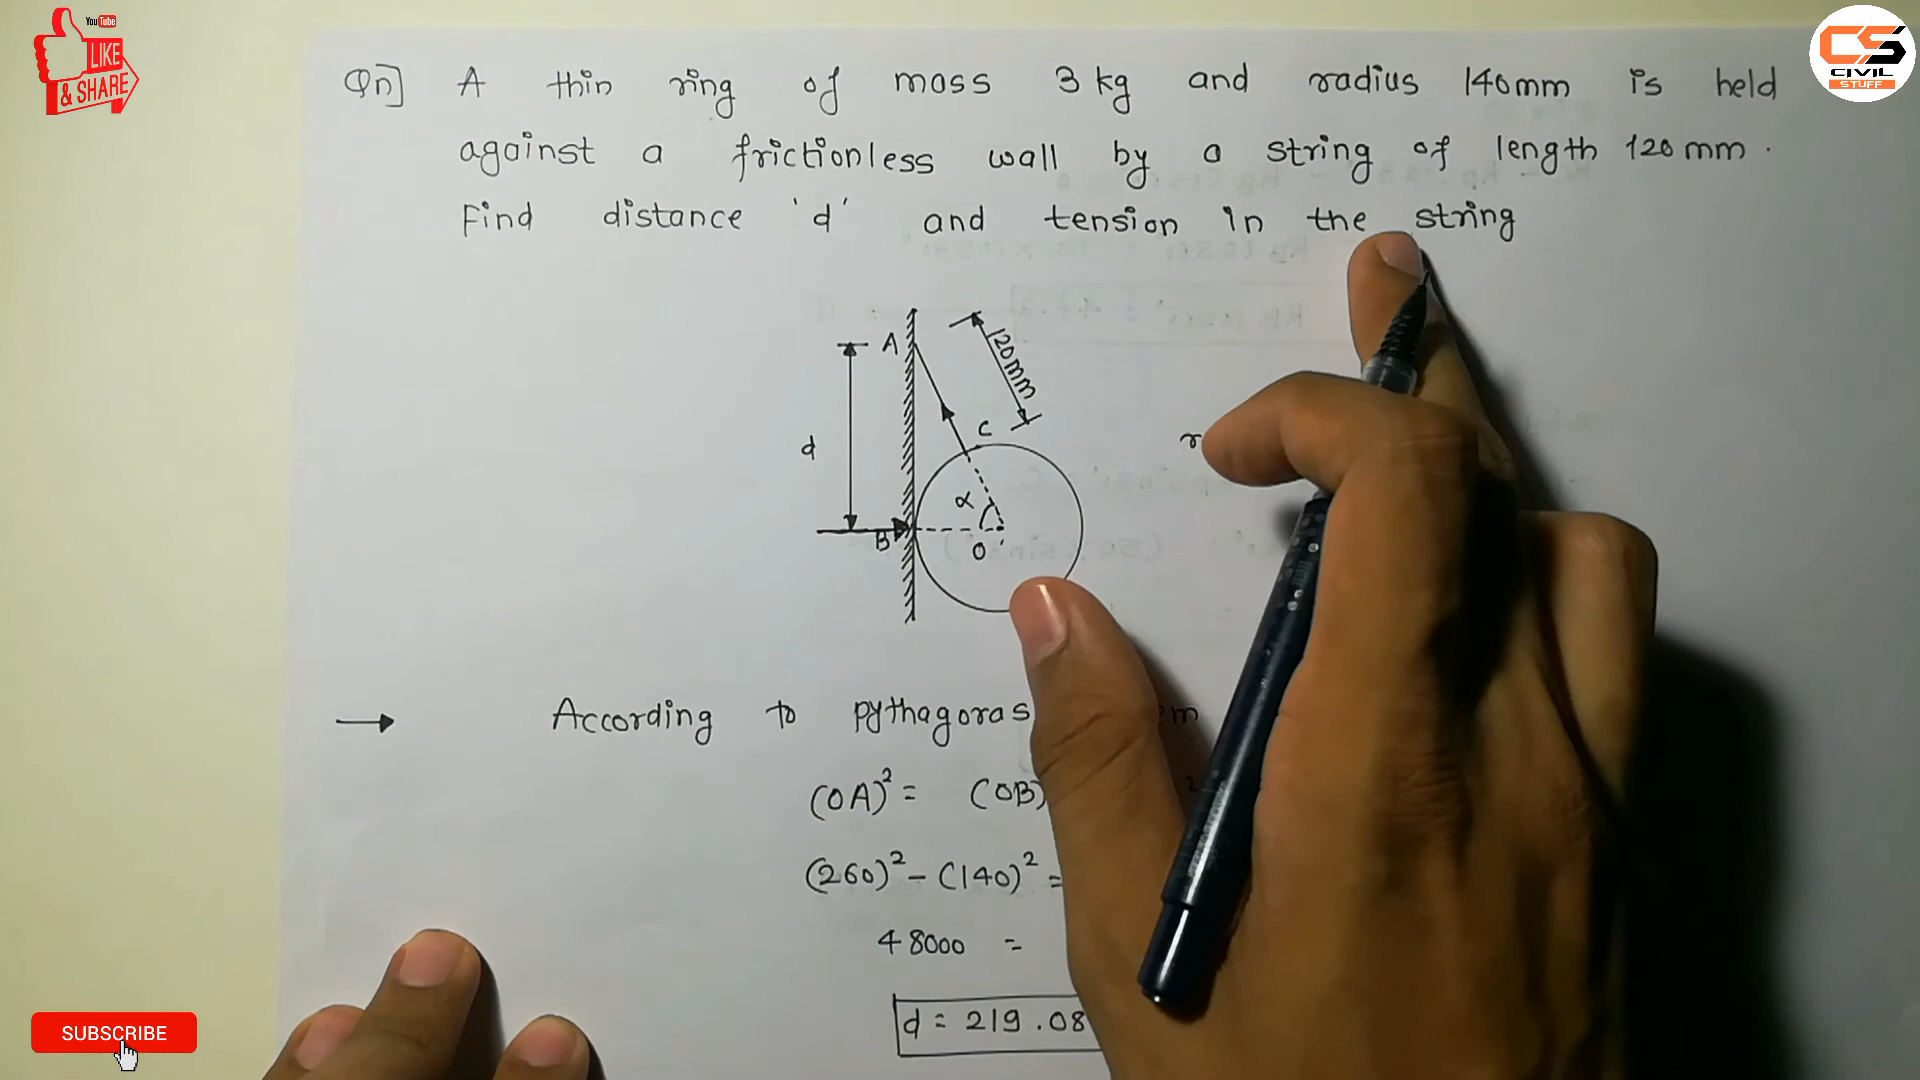 YouTube
LIKE
& SHARE
CS
CIVIL
STUFF
Qn] A thin ring of mass 3 kg and radius 140mm is held
against a frictionless wall by a string of length 120 mm.
Find distance 'd' and tension in the string
A
120mm
d
C
α
B
O
According to pythagoras
(OA)² = (OB)
(260)² - (140)² =
48000 =
d = 219.08
SUBSCRIBE